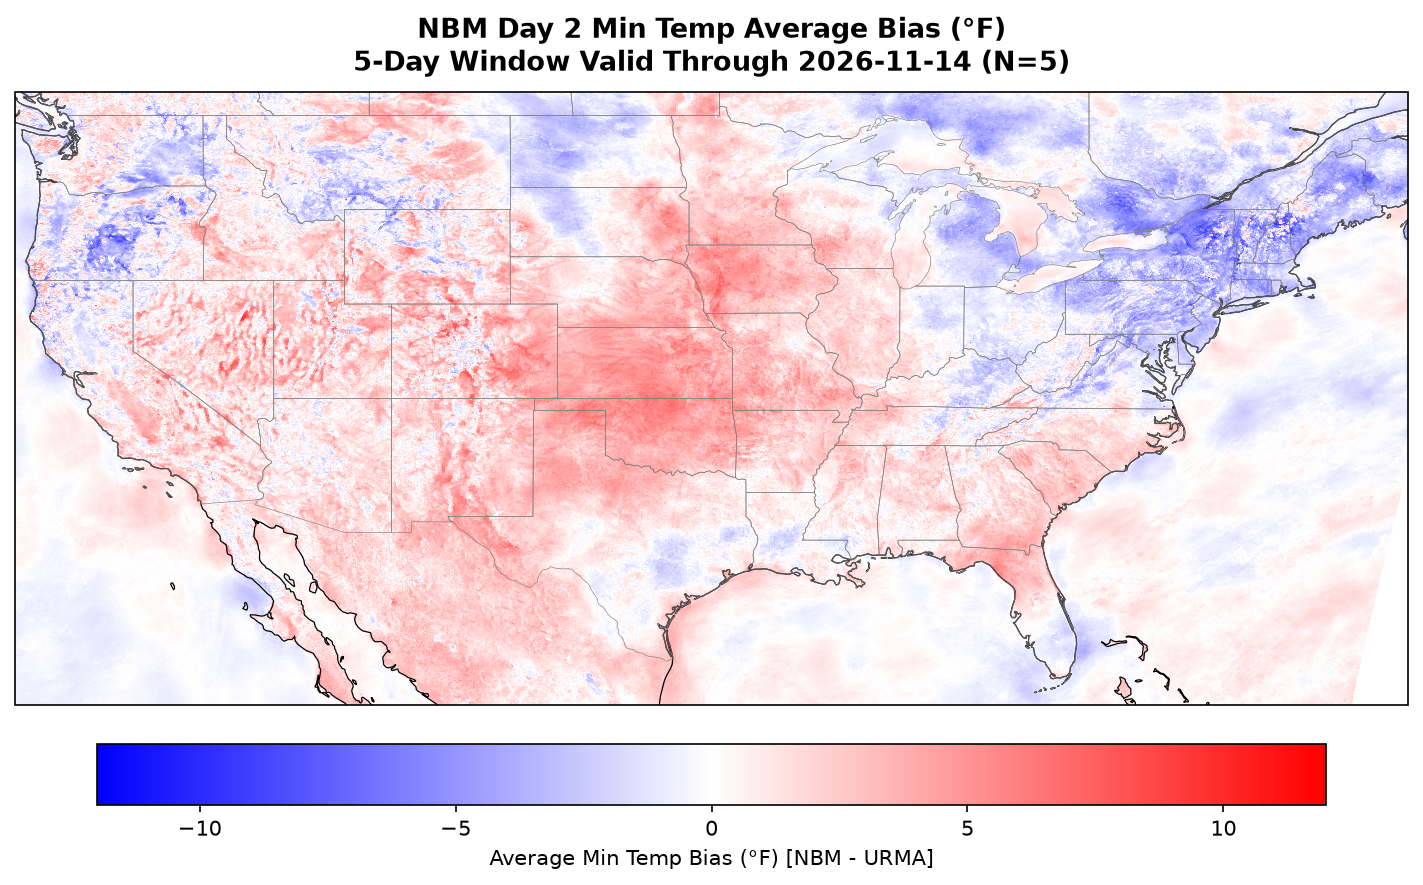 NBM Day 2 Min Temp Average Bias (°F)
5-Day Window Valid Through 2026-11-14 (N=5)
−10 −5 0 5 10
Average Min Temp Bias (°F) [NBM - URMA]